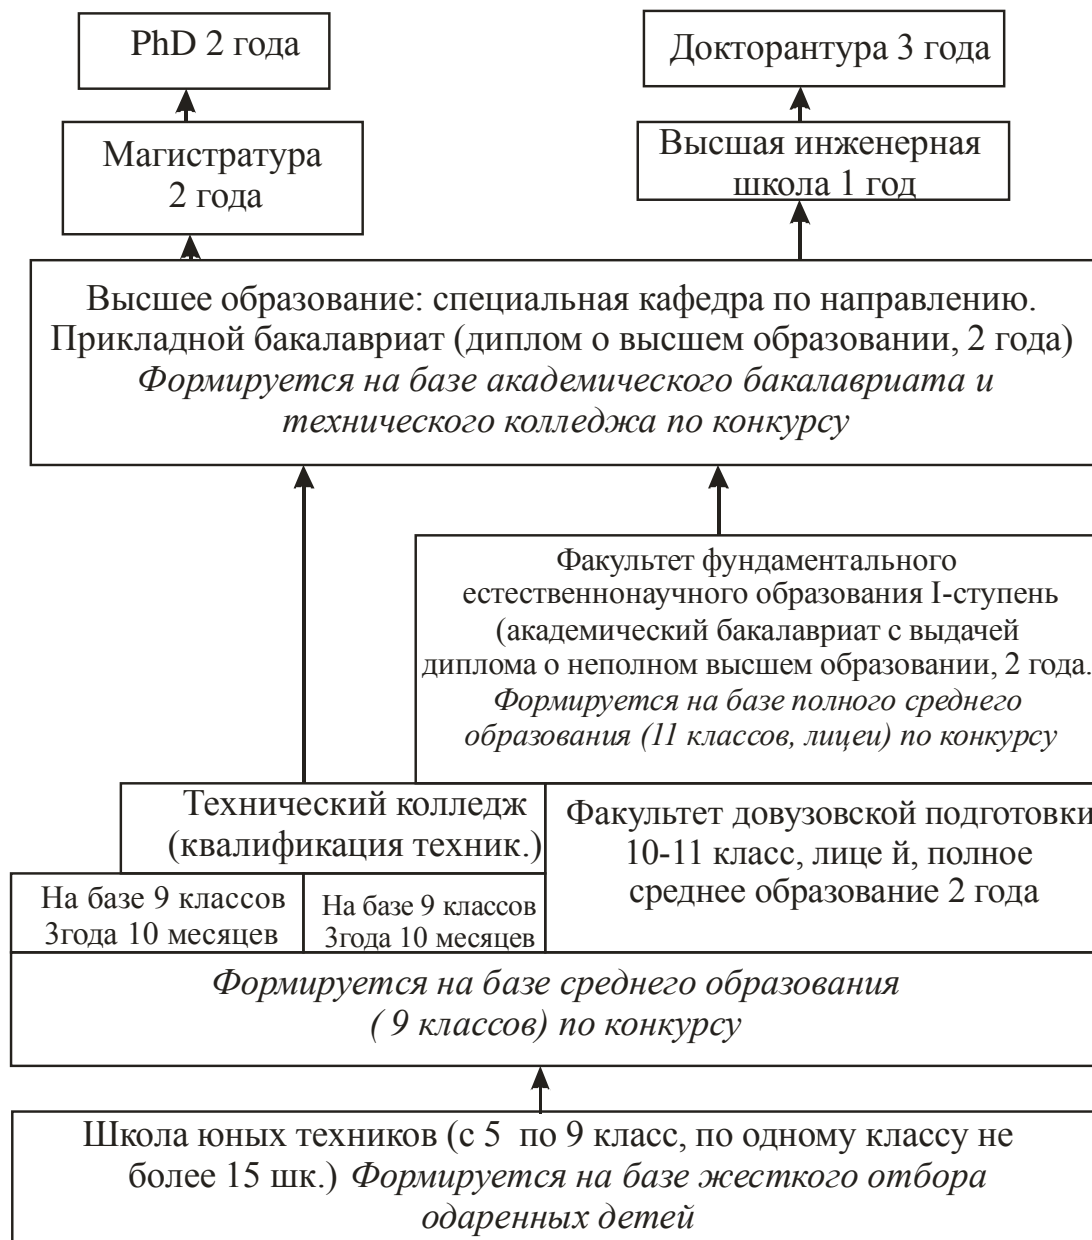 PhD 2 года
Докторантура 3 года
Магистратура
2 года
Высшая инженерная
школа 1 год
Высшее образование: специальная кафедра по направлению.
Прикладной бакалавриат (диплом о высшем образовании, 2 года)
Формируется на базе академического бакалавриата и
технического колледжа по конкурсу
Факультет фундаментального
естественнонаучного образования I-ступень
(академический бакалавриат с выдачей
диплома о неполном высшем образовании, 2 года.
Формируется на базе полного среднего
образования (11 классов, лицеи) по конкурсу
Технический колледж
(квалификация техник.)
Факультет довузовской подготовки
10-11 класс, лице й, полное
среднее образование 2 года
На базе 9 классов
3года 10 месяцев
На базе 9 классов
3года 10 месяцев
Формируется на базе среднего образования
( 9 классов) по конкурсу
Школа юных техников (с 5 по 9 класс, по одному классу не
более 15 шк.) Формируется на базе жесткого отбора
одаренных детей